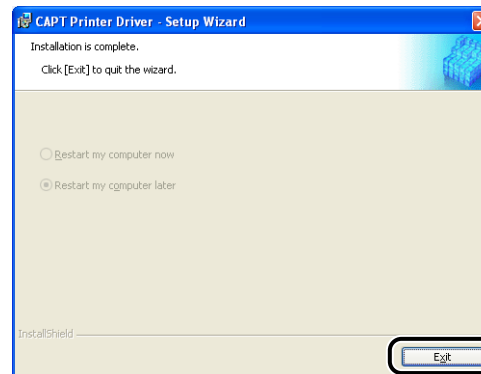 CAPT Printer Driver - Setup Wizard
Installation is complete.
Click [Exit] to quit the wizard.
Restart my computer now
Restart my computer later
InstallShield
Exit